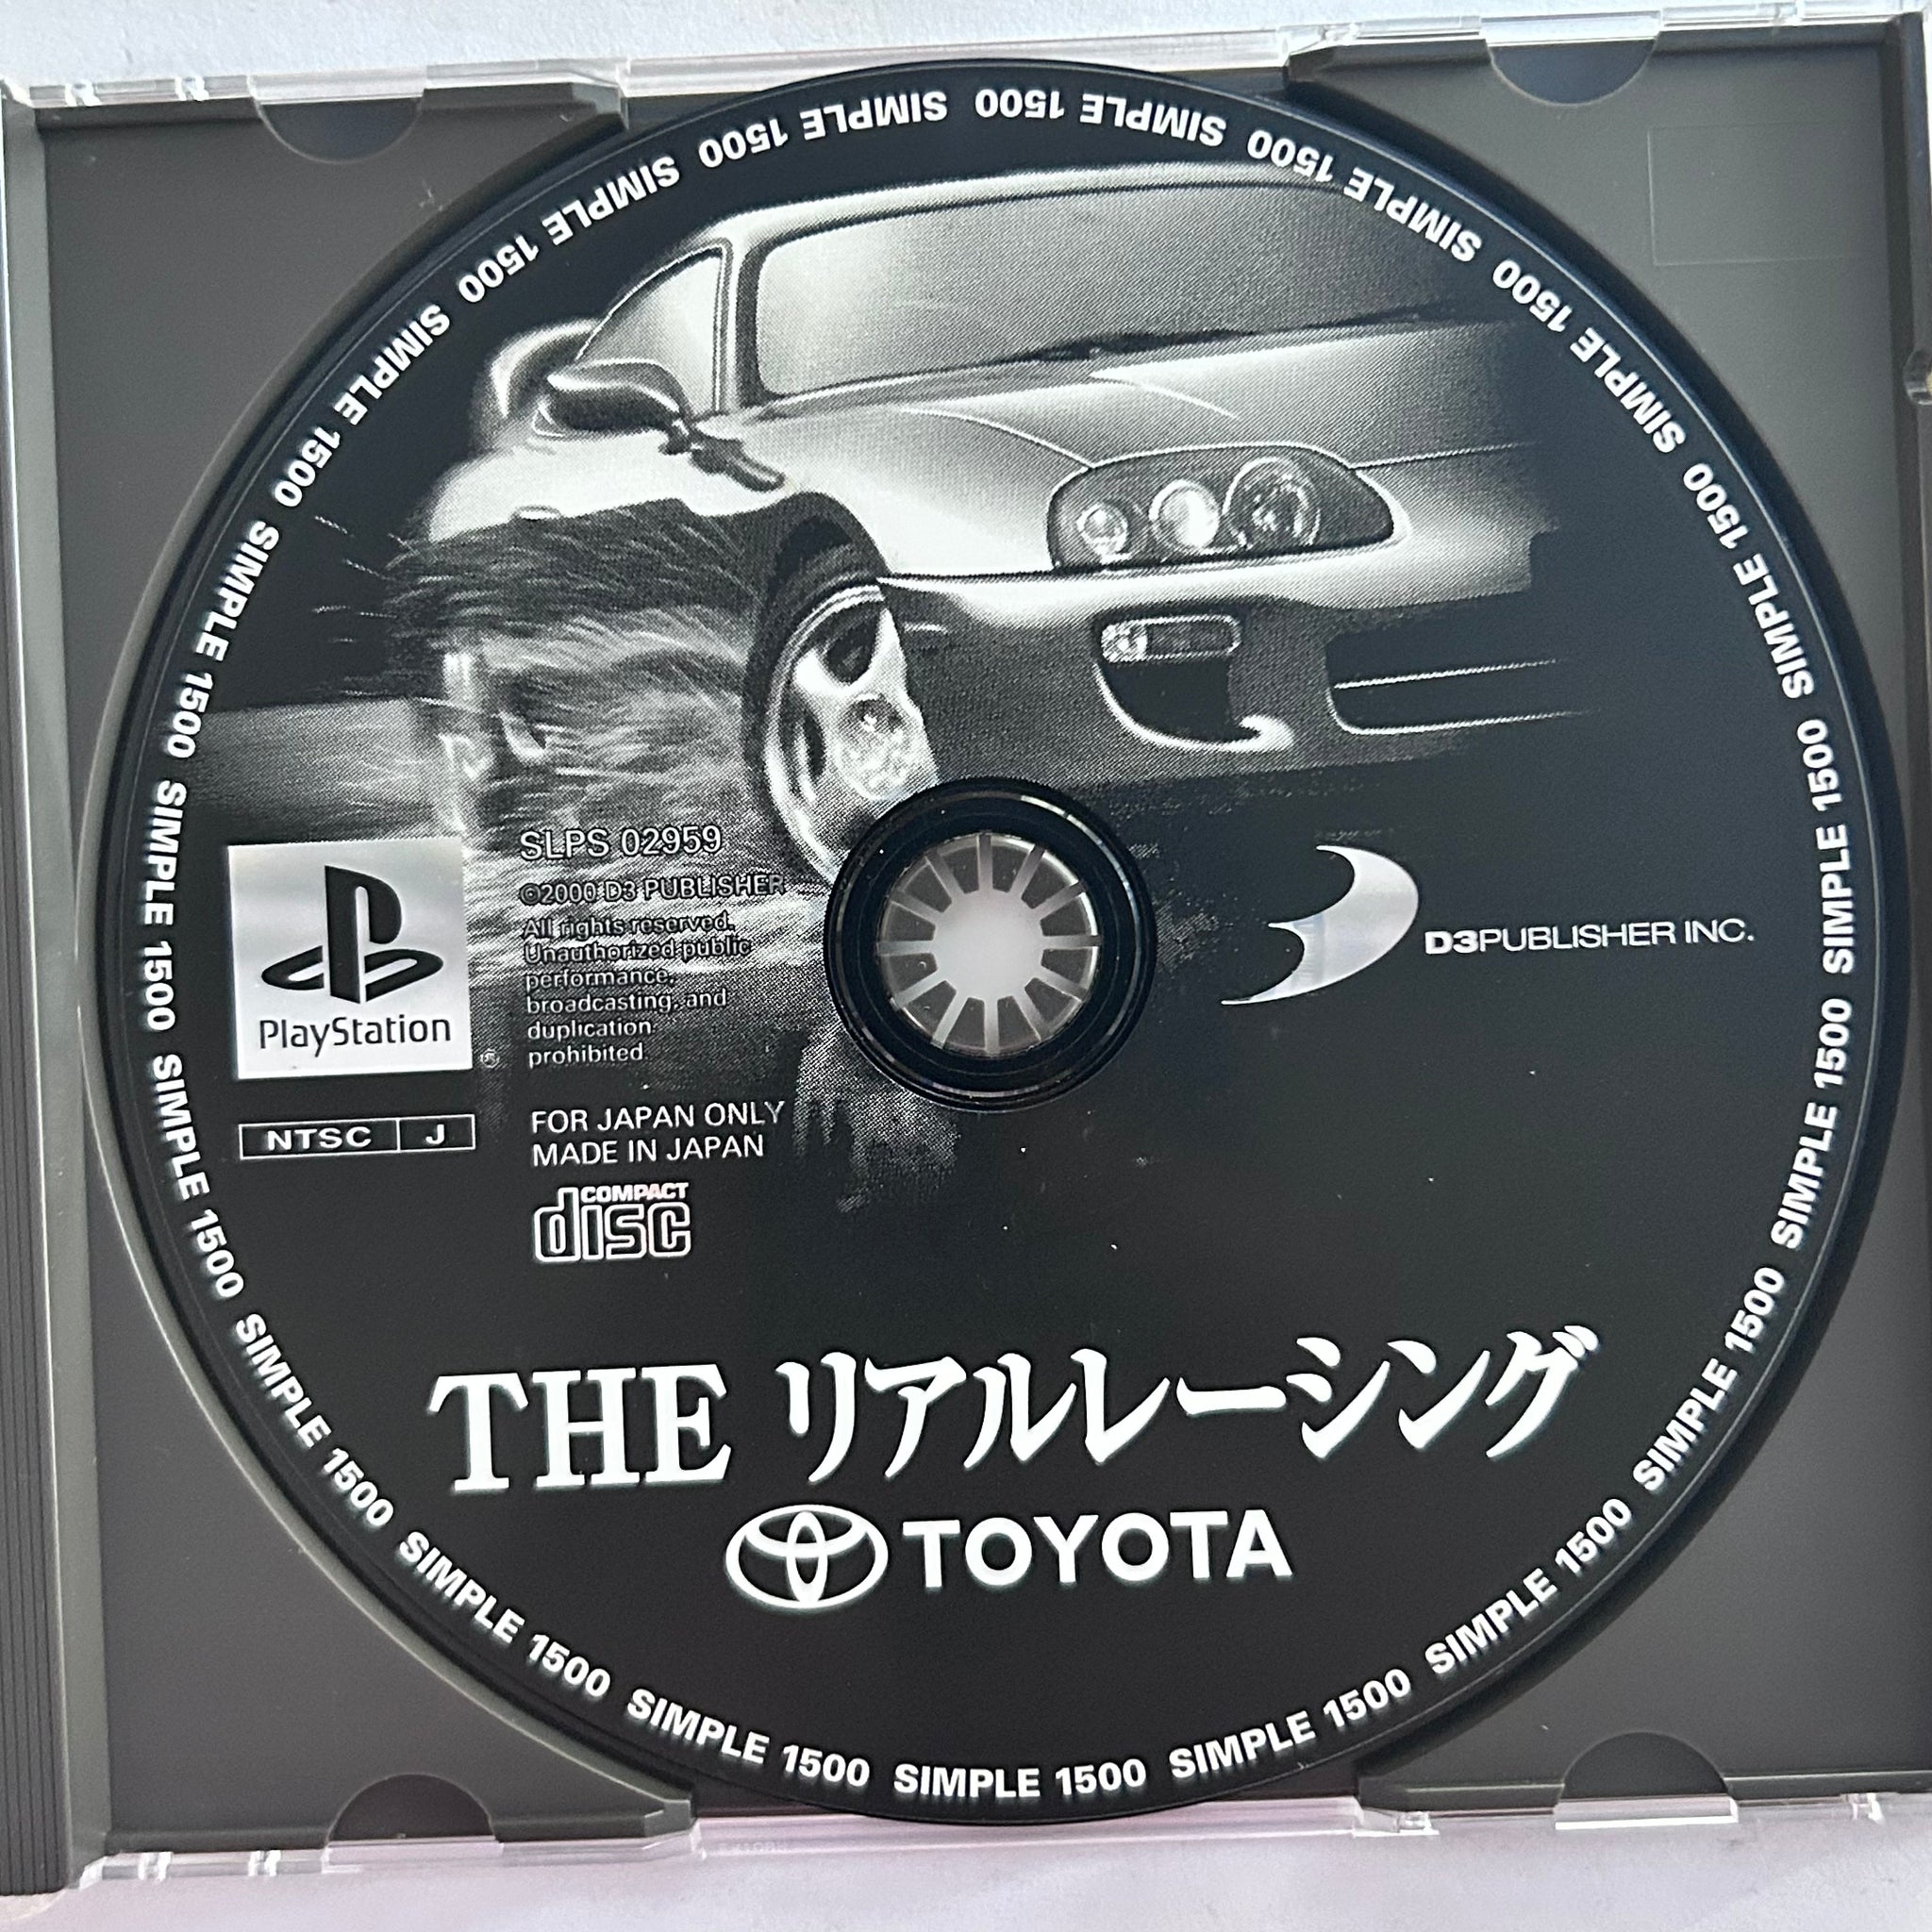 SIMPLE 1500 SIMPLE 1500 SIMPLE 1500 SIMPLE 1500 SIMPLE 1500 SIMPLE 1500 SIMPLE 1500 SIMPLE 1500 SIMPLE 1500 SIMPLE 1500 SIMPLE 1500 SIMPLE 1500 SIMPLE 1500 SIMPLE 1500 SIMPLE 1500 SIMPLE 1500 SIMPLE 1500 SIMPLE 1500 SIMPLE 1500 SIMPLE 1500
PlayStation
®
NTSC J
SLPS 02959
©2000 D3 PUBLISHER
All rights reserved.
Unauthorized public
performance,
broadcasting, and
duplication
prohibited.
FOR JAPAN ONLY
MADE IN JAPAN
COMPACT
disc
D3PUBLISHER INC.
THE リアルレーシング
TOYOTA